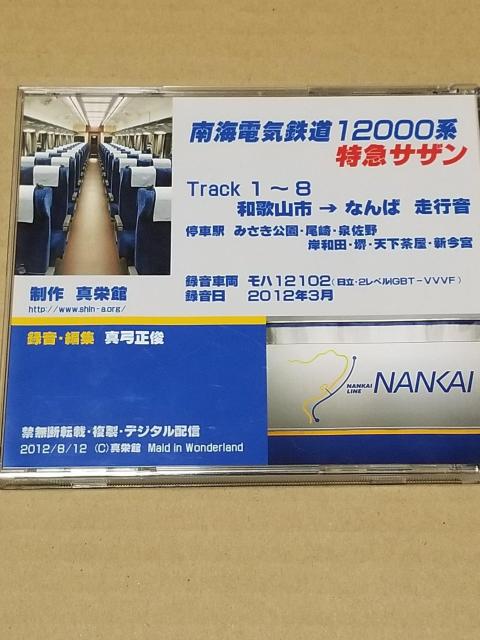 南海電気鉄道12000系
特急サザン
Track 1～8
和歌山市→なんば 走行音
停車駅 みさき公園・尾崎・泉佐野
岸和田・堺・天下茶屋・新今宮
録音車両 モハ12102(日立・2レベルIGBT-VVVF)
録音日 2012年3月
制作 真栄館
http://www.shin-a.org/
録音・編集 真弓正俊
NANKAI
LINE
NANKAI
禁無断転載・複製・デジタル配信
2012/8/12 (C)真栄館 Maid in Wonderland